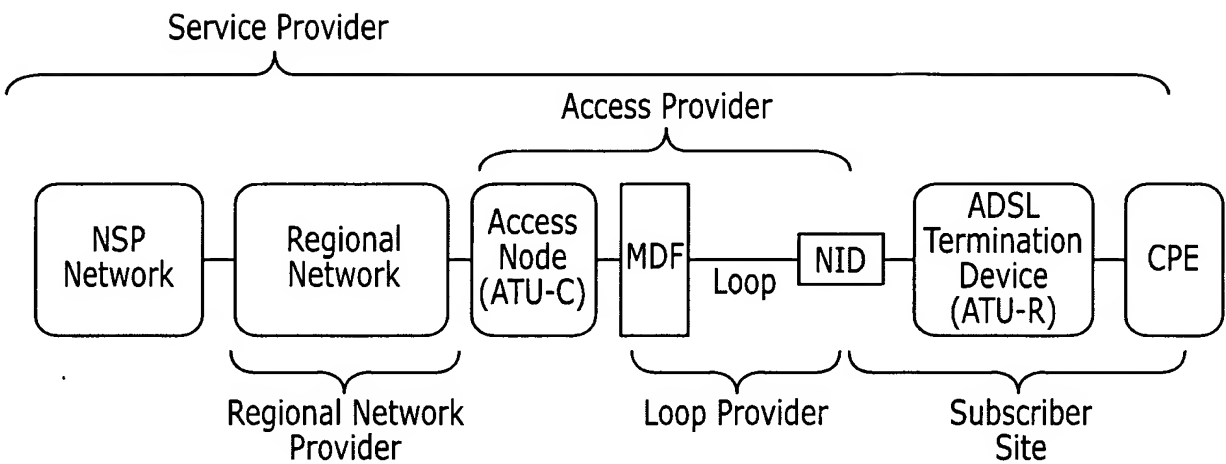 Service Provider
Access Provider
NSP
Network
Regional
Network
Access
Node
(ATU-C)
MDF
Loop
NID
ADSL
Termination
Device
(ATU-R)
CPE
Regional Network
Provider
Loop Provider
Subscriber
Site